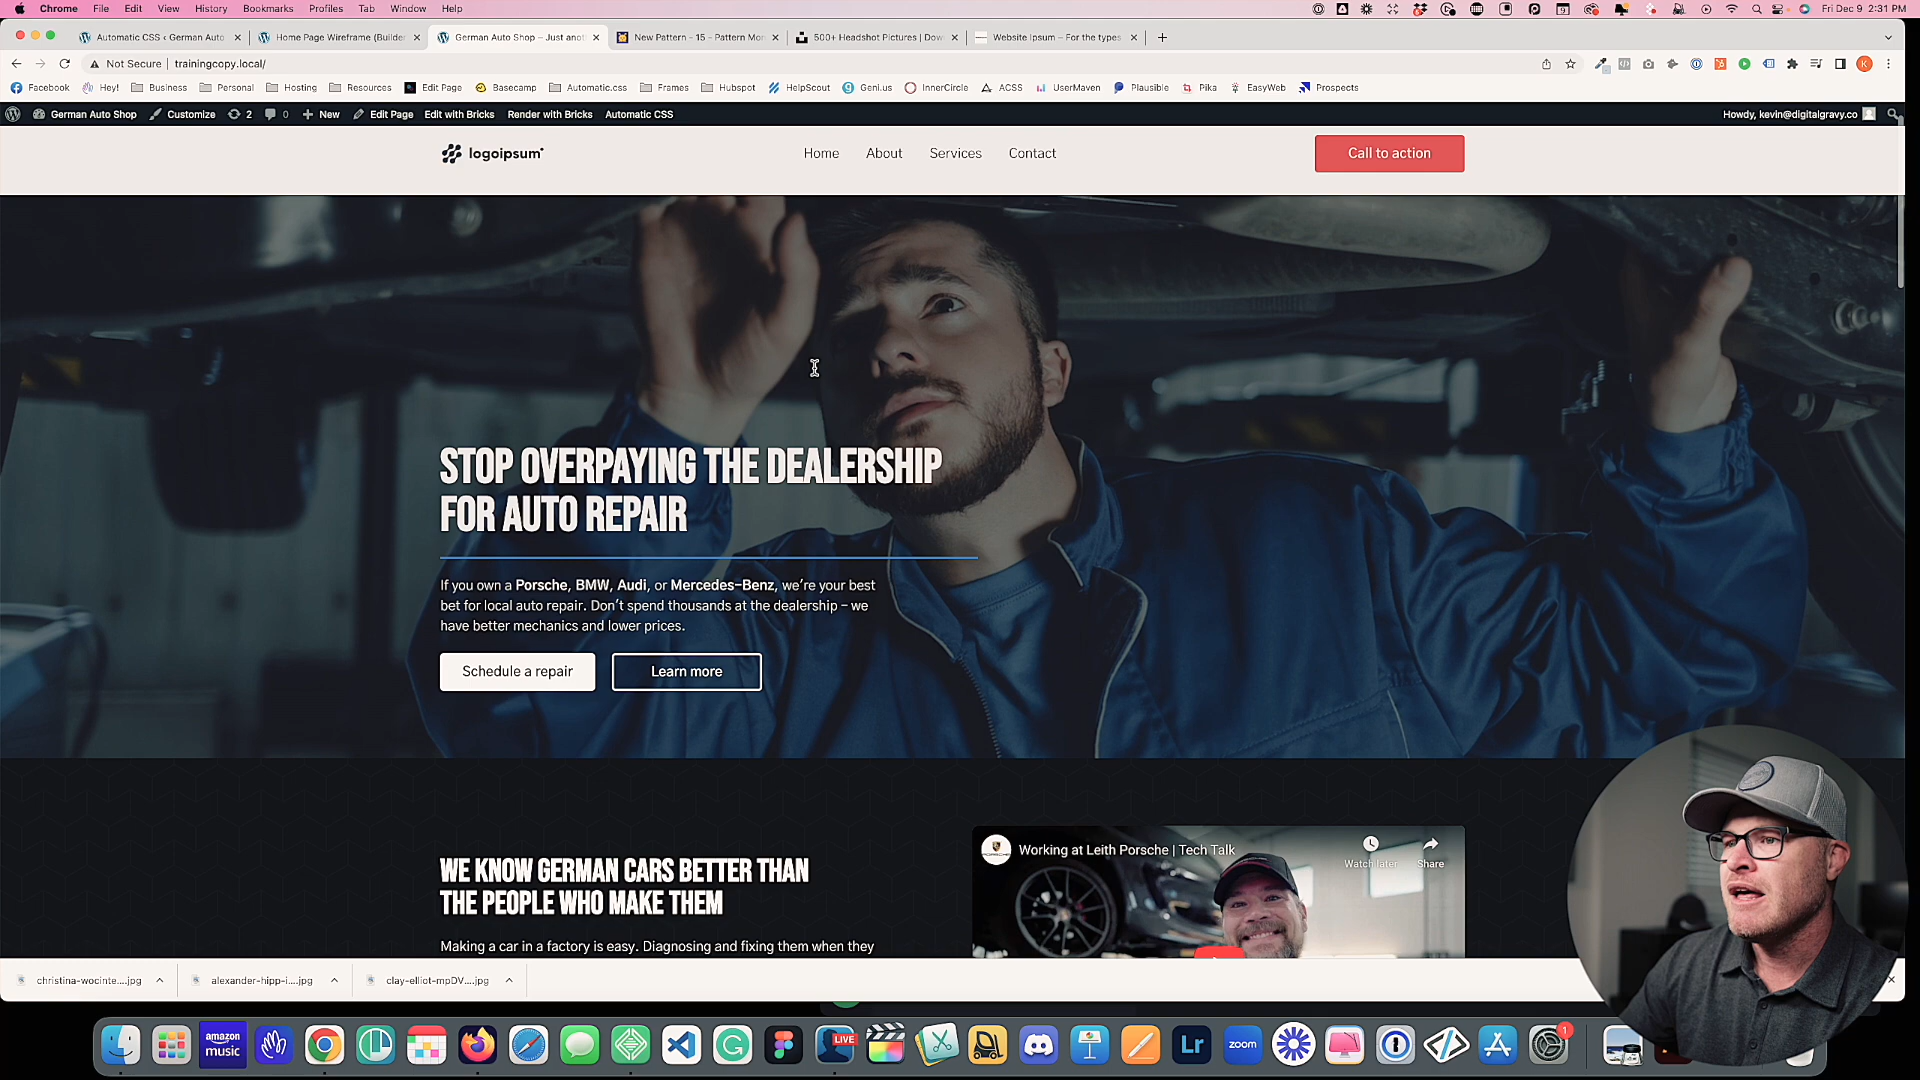 Chrome File Edit View History Bookmarks Profiles Tab Window Help Fri Dec 9 2:31 PM
Automatic CSS ‹ German Auto Home Page Wireframe (Builder German Auto Shop – Just anot New Pattern - 15 - Pattern Mon 500+ Headshot Pictures | Dow Website Ipsum – For the types
Not Secure trainingcopy.local/
Facebook Hey! Business Personal Hosting Resources Edit Page Basecamp Automatic.css Frames Hubspot HelpScout Geni.us InnerCircle ACSS UserMaven Plausible Pika EasyWeb Prospects
German Auto Shop Customize 2 0 New Edit Page Edit with Bricks Render with Bricks Automatic CSS Howdy, kevin@digitalgravy.co
logoipsum Home About Services Contact Call to action
STOP OVERPAYING THE DEALERSHIP
FOR AUTO REPAIR
If you own a Porsche, BMW, Audi, or Mercedes-Benz, we're your best
bet for local auto repair. Don't spend thousands at the dealership – we
have better mechanics and lower prices.
Schedule a repair Learn more
WE KNOW GERMAN CARS BETTER THAN
THE PEOPLE WHO MAKE THEM
Making a car in a factory is easy. Diagnosing and fixing them when they
Working at Leith Porsche | Tech Talk
Watch later Share
christina-wocinte....jpg alexander-hipp-i....jpg clay-elliot-mpDV....jpg
amazon
music
LIVE
Lr
zoom
1